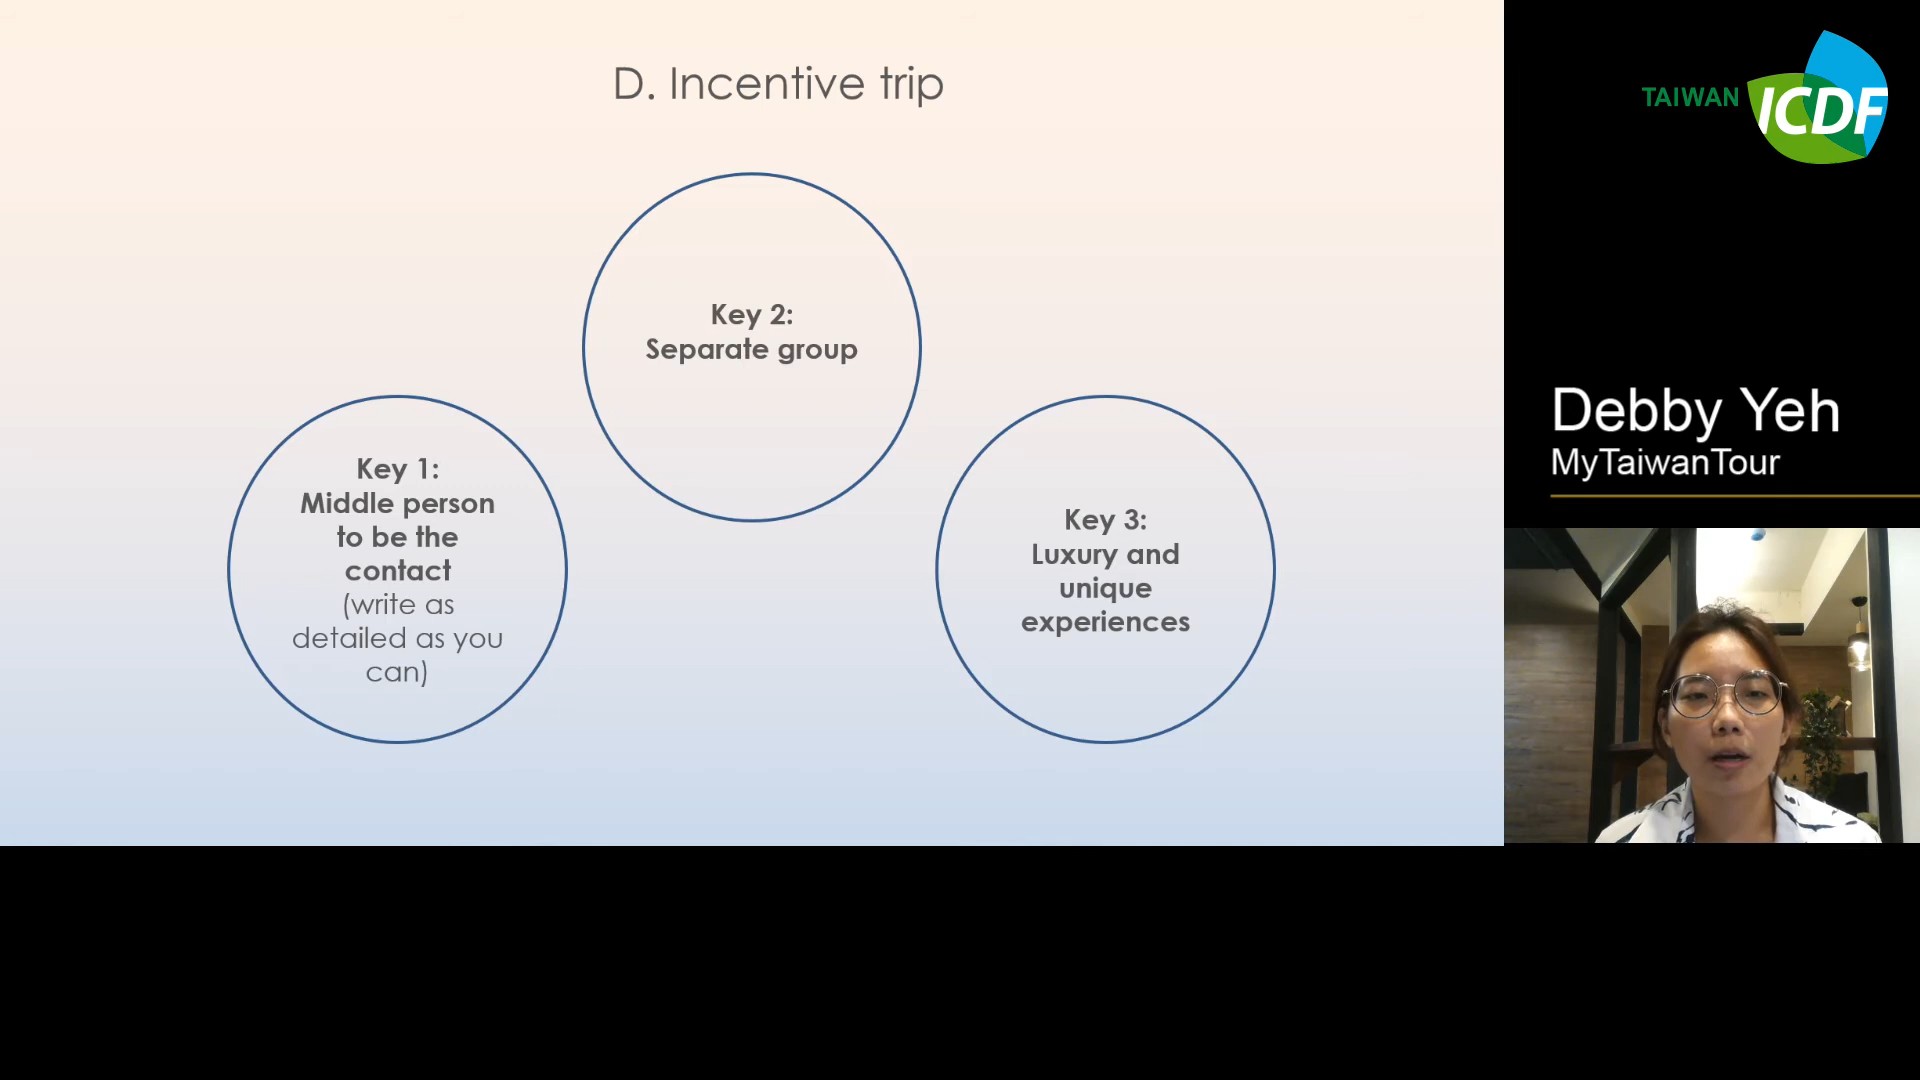 D. Incentive trip
Key 1:
Middle person
to be the
contact
(write as
detailed as you
can)
Key 2:
Separate group
Key 3:
Luxury and
unique
experiences
TAIWAN ICDF
Debby Yeh
MyTaiwanTour